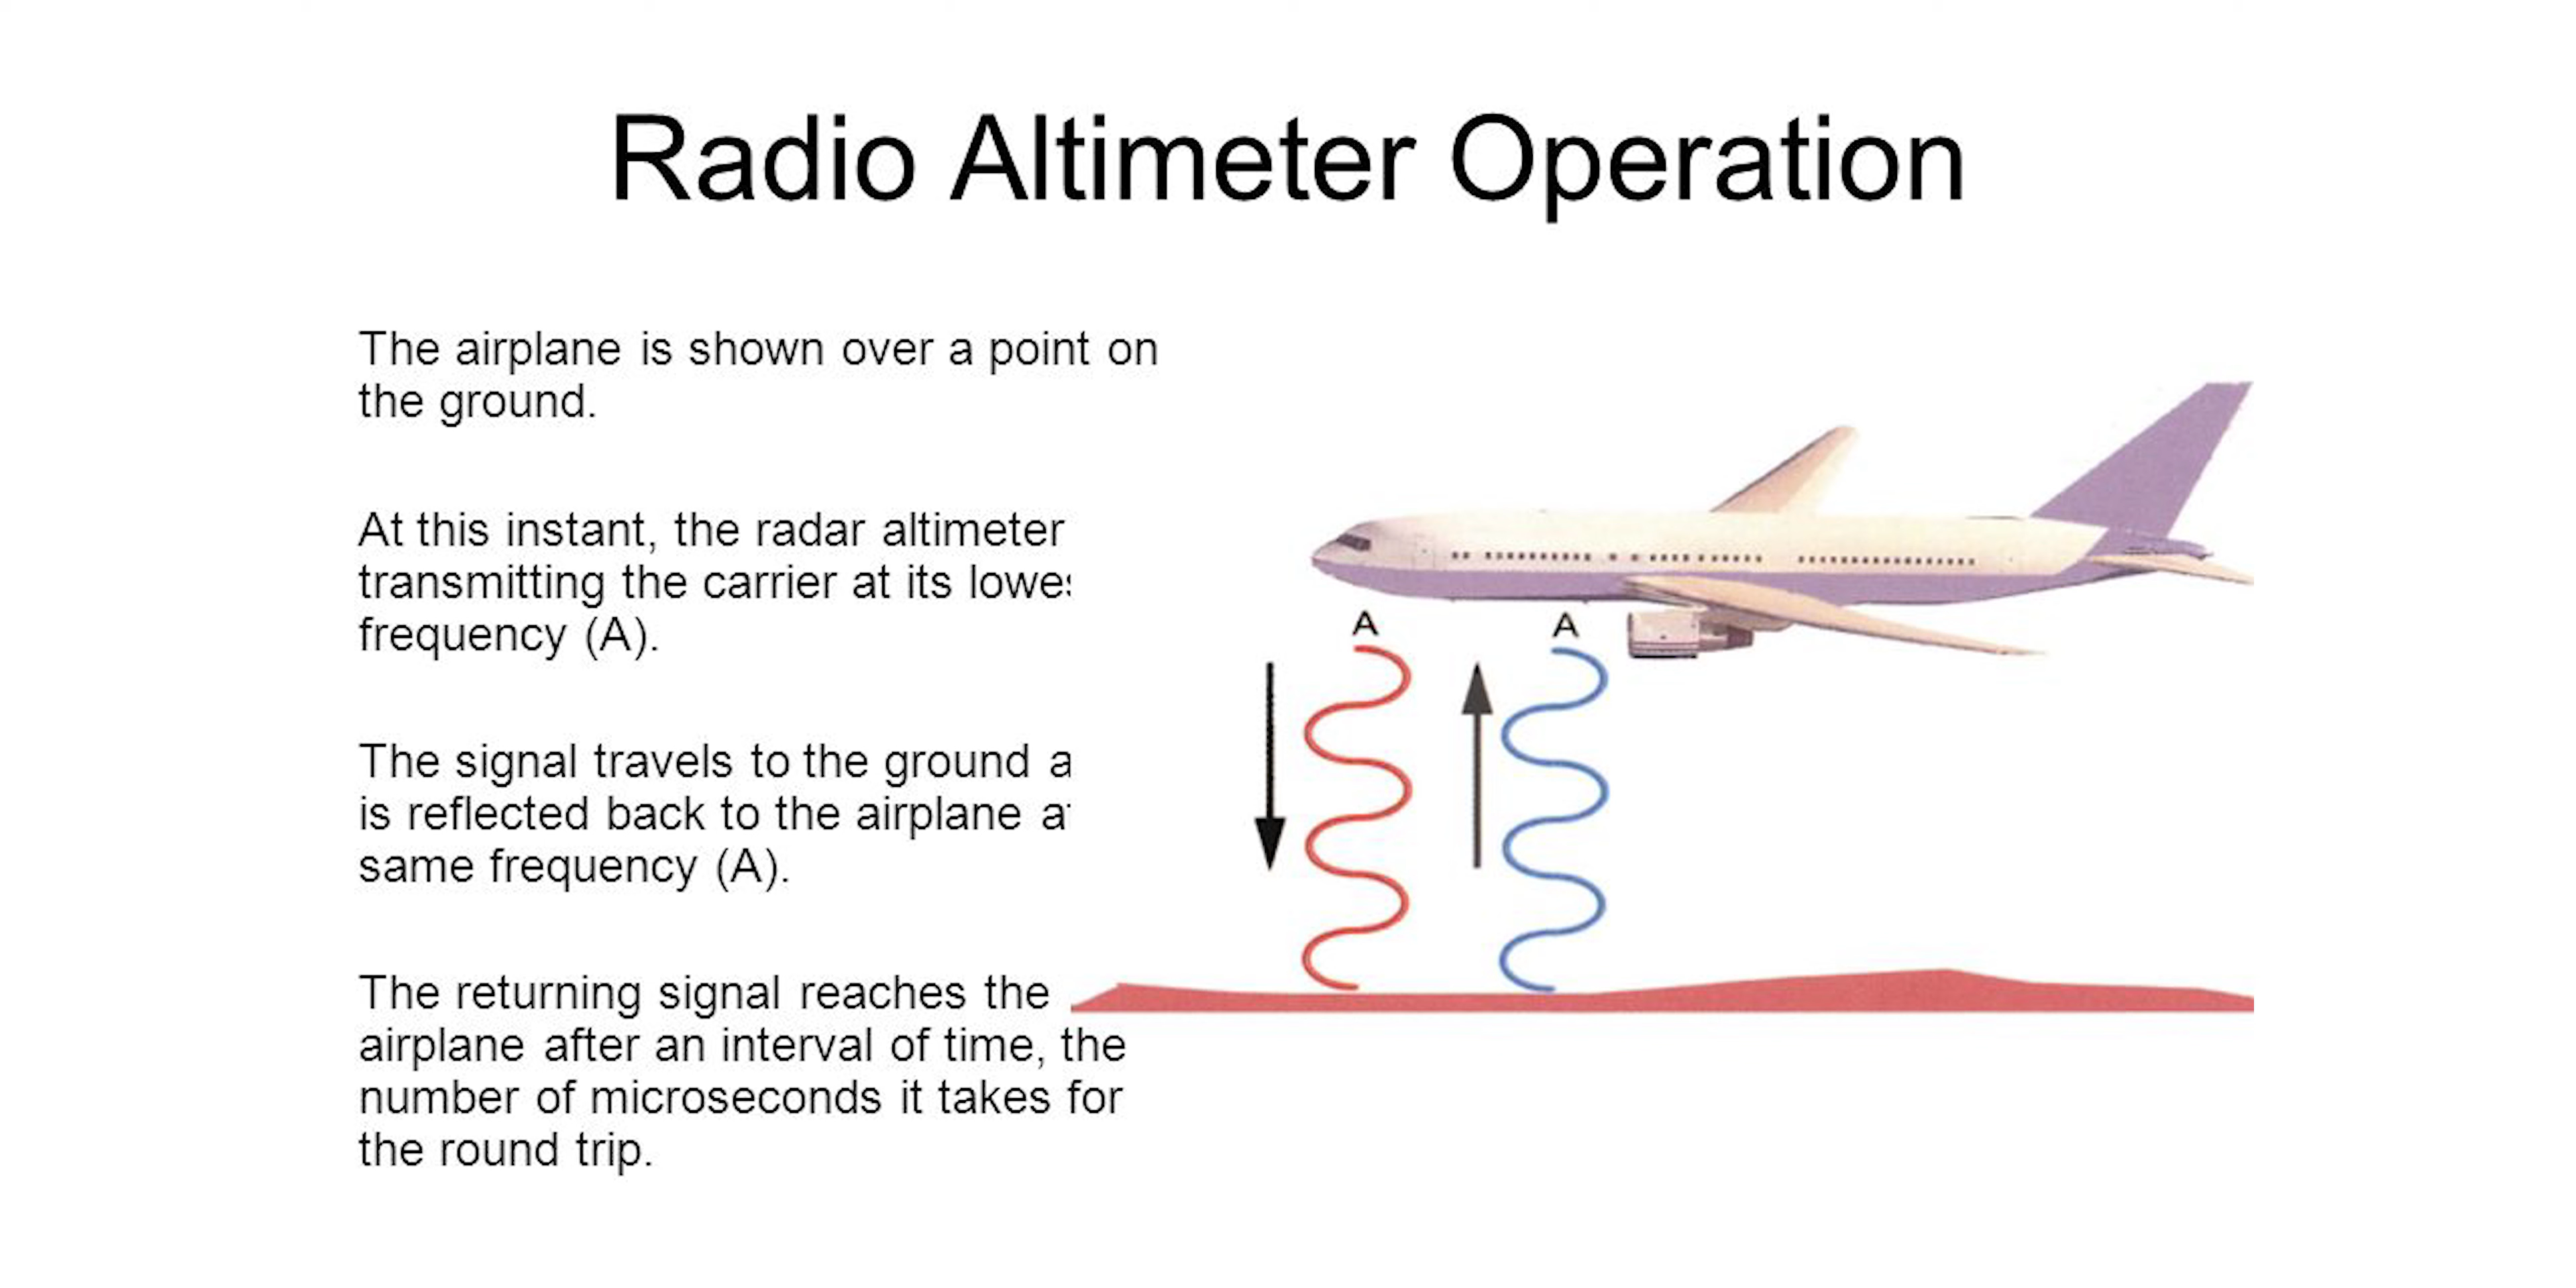 Radio Altimeter Operation
The airplane is shown over a point on
the ground.
At this instant, the radar altimeter
transmitting the carrier at its
frequency (A).
The signal travels to the ground
is reflected back to the airplane
same frequency (A).
The returning signal reaches the
airplane after an interval of time, the
number of microseconds it takes for
the round trip.
A
A